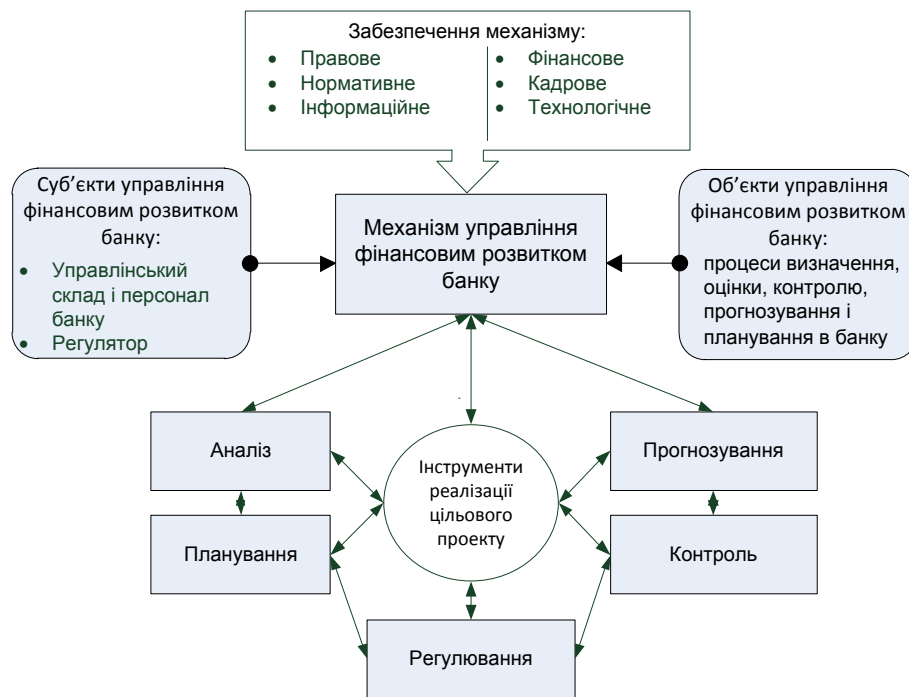 Забезпечення механізму:
• Правове
• Нормативне
• Інформаційне
• Фінансове
• Кадрове
• Технологічне
Суб’єкти управління
фінансовим розвитком
банку:
• Управлінський
склад і персонал
банку
• Регулятор
Механізм управління
фінансовим розвитком
банку
Об’єкти управління
фінансовим розвитком
банку:
процеси визначення,
оцінки, контролю,
прогнозування і
планування в банку
Аналіз
Інструменти
реалізації
цільового
проекту
Прогнозування
Планування
Контроль
Регулювання